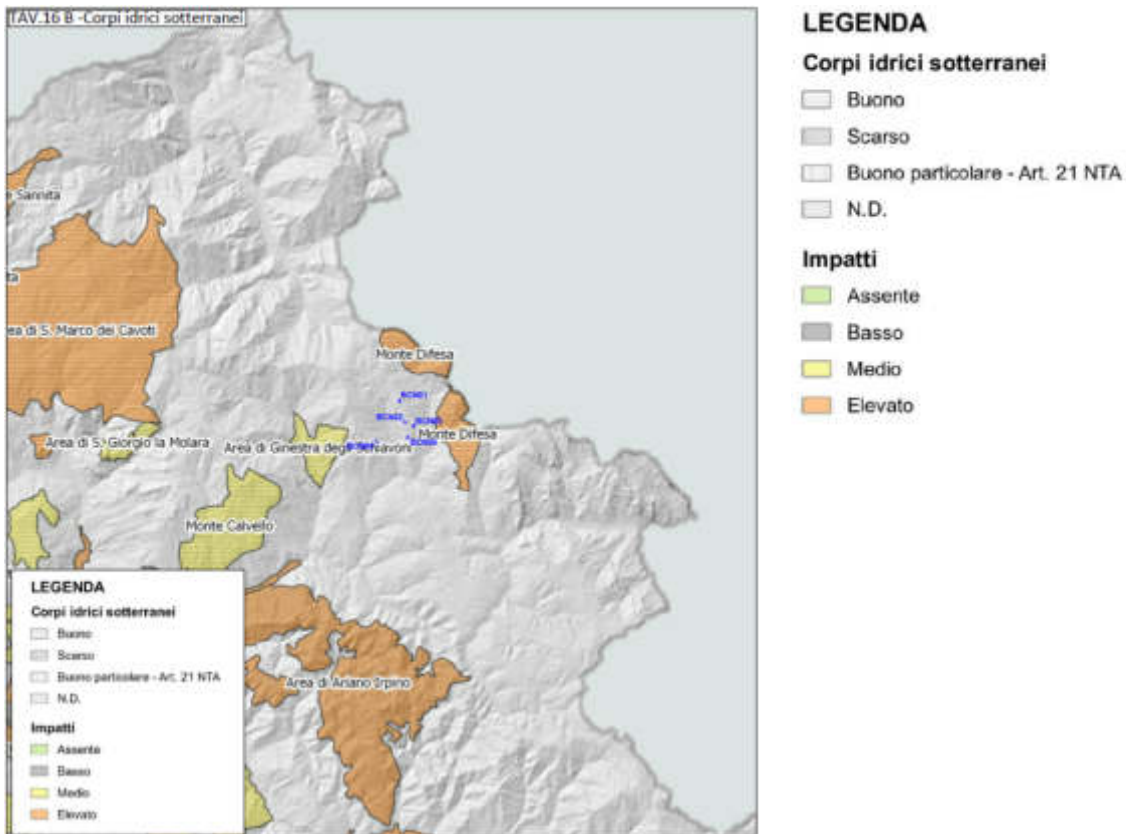 TAV.16 B -Corpi idrici sotterranei
e Sannita
ta
ea di S. Marco dei Cavoti
Monte Difesa
BCN01
Monte Difesa
Area di S. Giorgio la Molara
Area di Ginestra degli Schiavoni
Monte Calvello
Area di Ariano Irpino
LEGENDA
Corpi idrici sotterranei
Buono
Scarso
Buono particolare - Art. 21 NTA
N.D.
Impatti
Assente
Basso
Medio
Elevato
LEGENDA
Corpi idrici sotterranei
Buono
Scarso
Buono particolare - Art. 21 NTA
N.D.
Impatti
Assente
Basso
Medio
Elevato